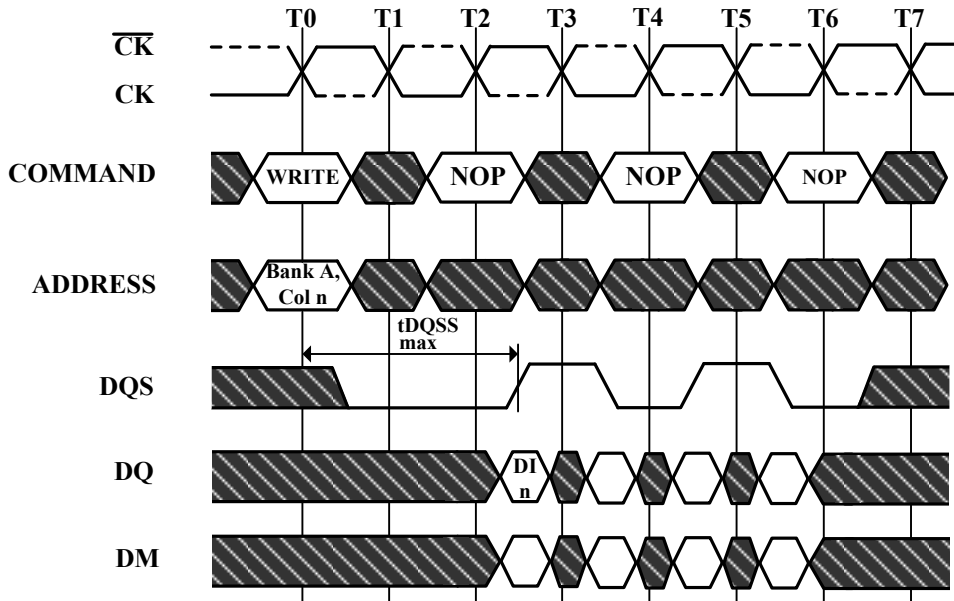 T0 T1 T2 T3 T4 T5 T6 T7
CK
CK
COMMAND WRITE NOP NOP NOP
ADDRESS Bank A,
Col n
tDQSS
max
DQS
DQ DI
n
DM